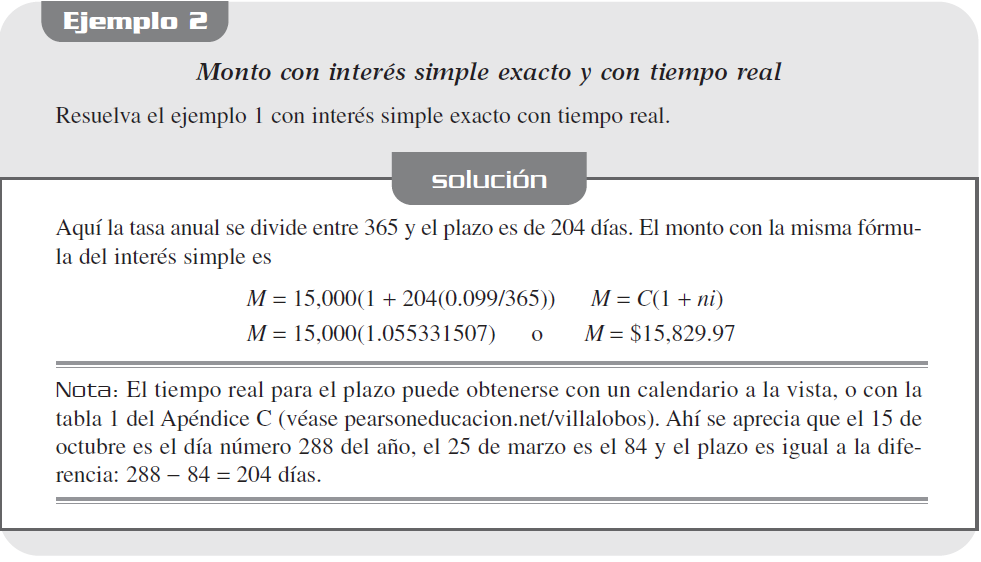 Ejemplo 2
Monto con interés simple exacto y con tiempo real
Resuelva el ejemplo 1 con interés simple exacto con tiempo real.
solución
Aquí la tasa anual se divide entre 365 y el plazo es de 204 días. El monto con la misma fórmu-
la del interés simple es
M = 15,000(1 + 204(0.099/365)) M = C(1 + ni)
M = 15,000(1.055331507) o M = $15,829.97
Nota: El tiempo real para el plazo puede obtenerse con un calendario a la vista, o con la
tabla 1 del Apéndice C (véase pearsoneducacion.net/villalobos). Ahí se aprecia que el 15 de
octubre es el día número 288 del año, el 25 de marzo es el 84 y el plazo es igual a la dife-
rencia: 288 − 84 = 204 días.